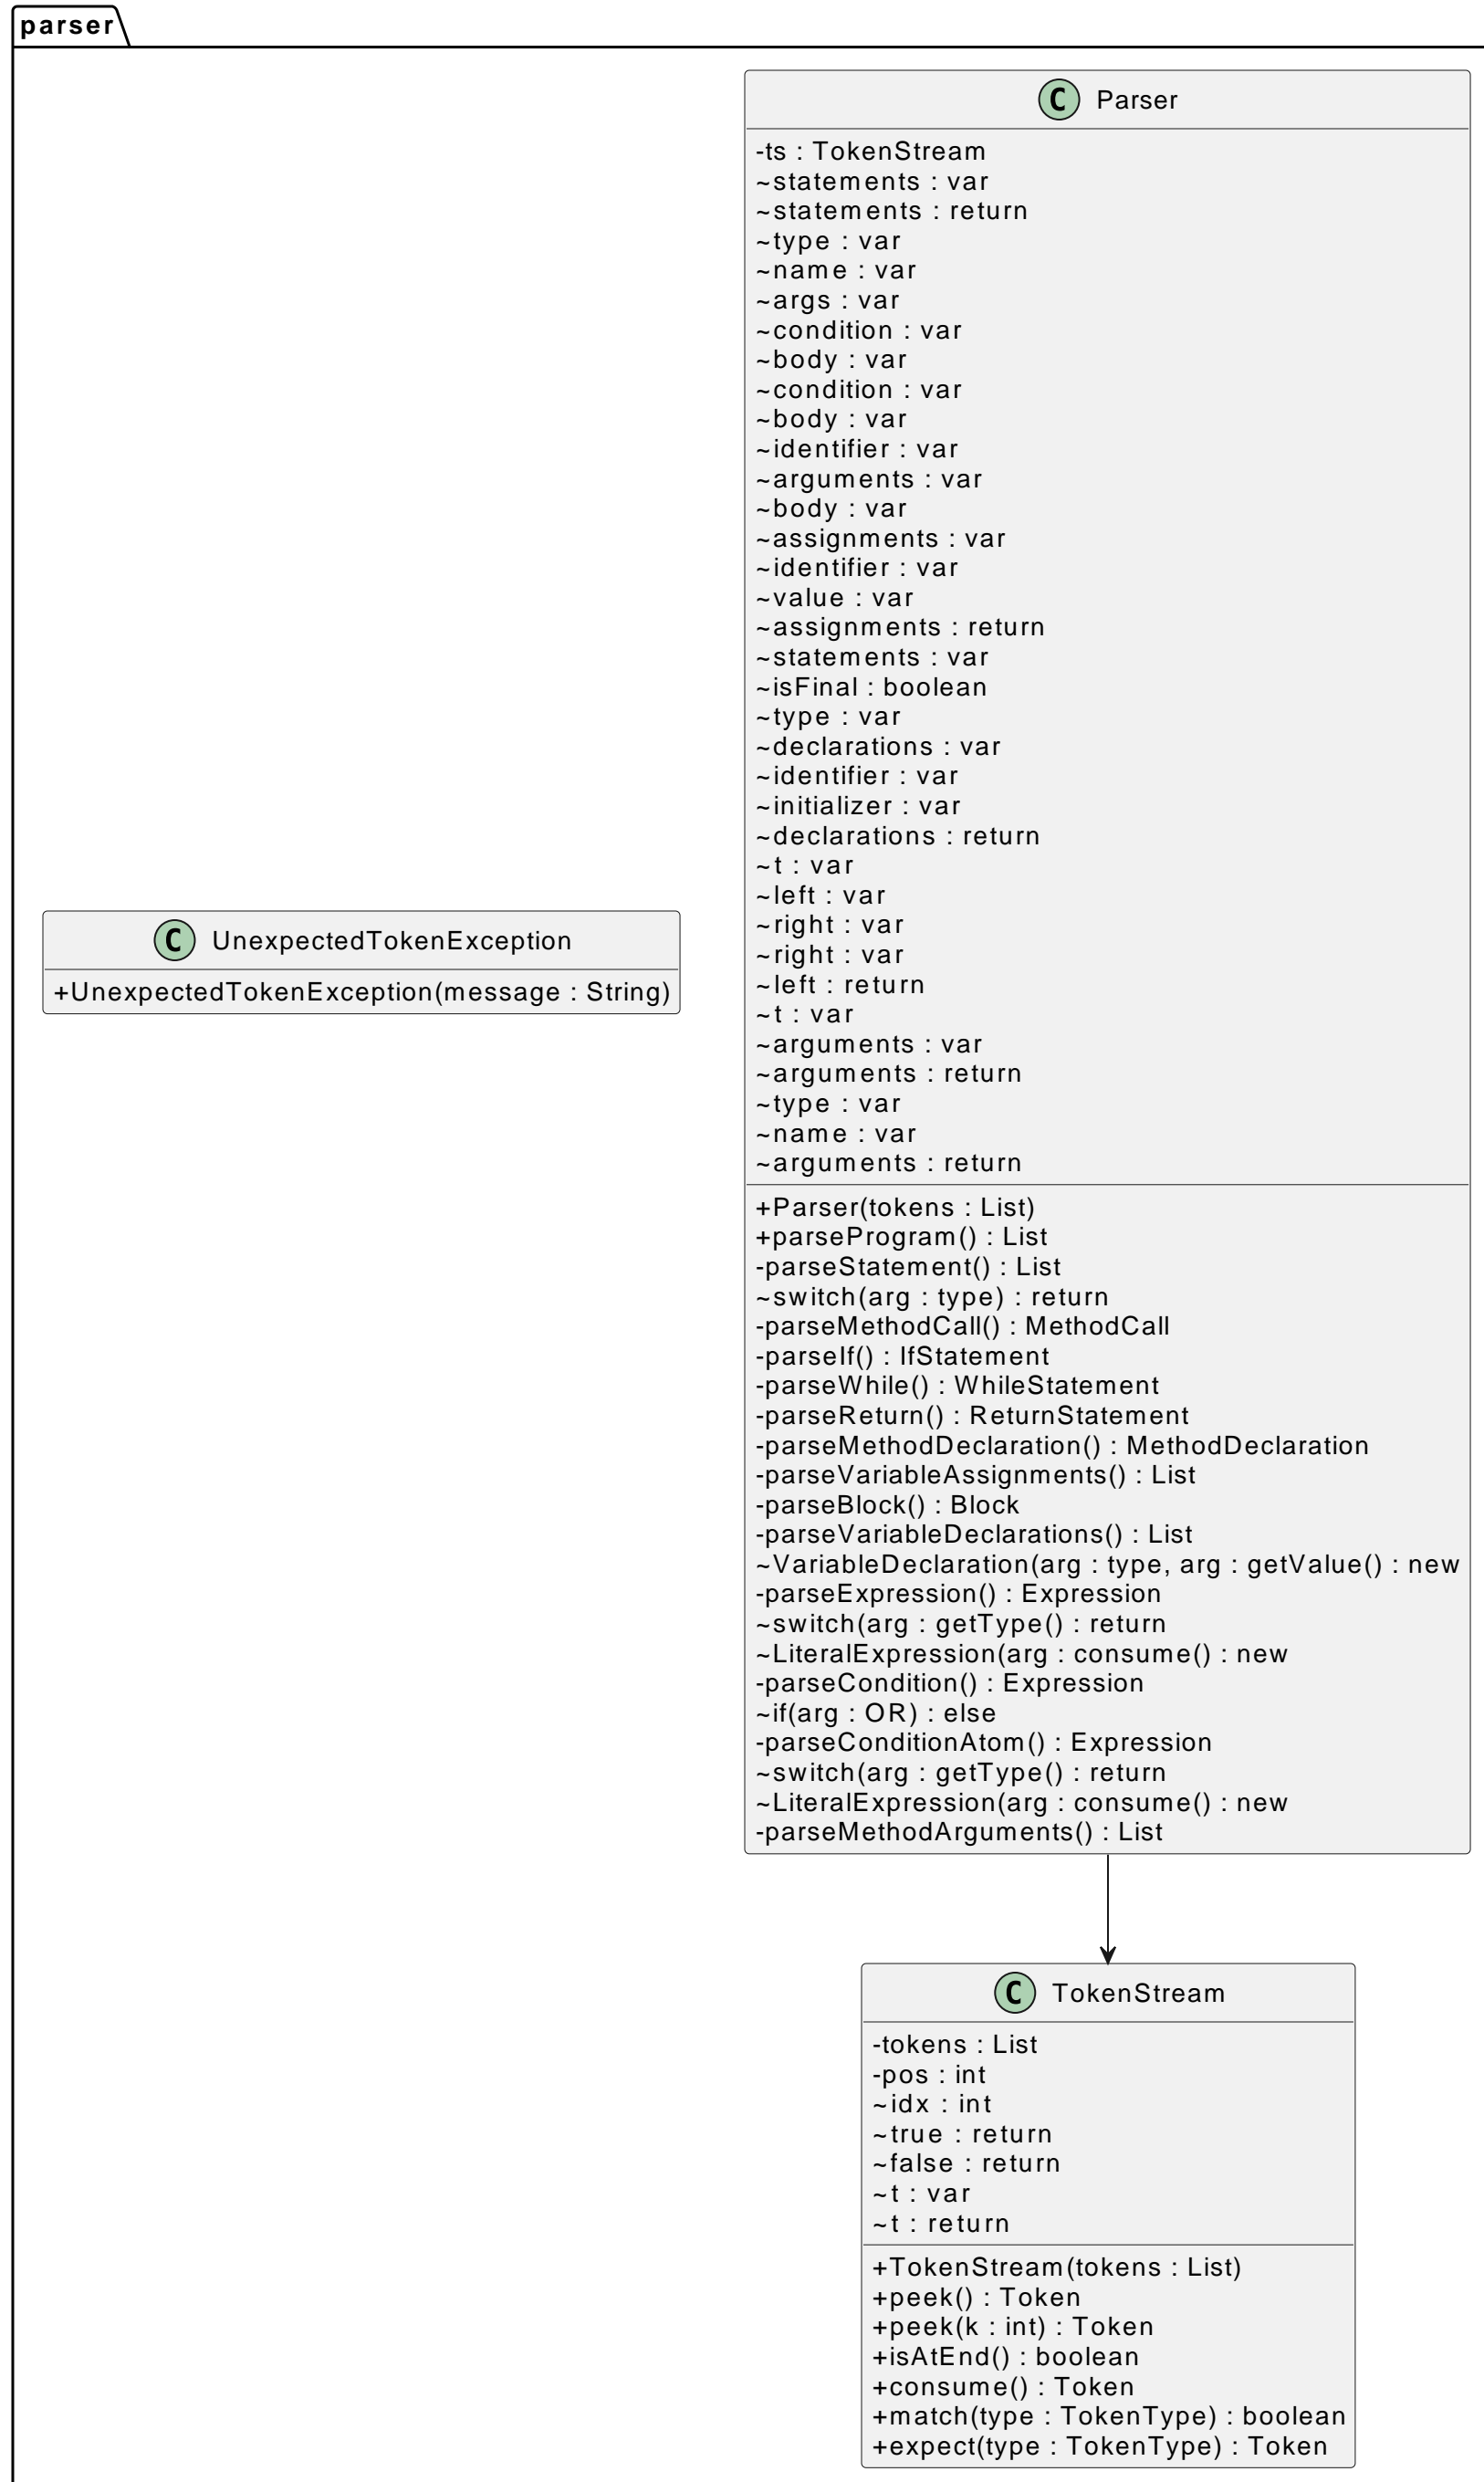 parser
C Parser
-ts : TokenStream
~statements : var
~statements : return
~type : var
~name : var
~args : var
~condition : var
~body : var
~condition : var
~body : var
~identifier : var
~arguments : var
~body : var
~assignments : var
~identifier : var
~value : var
~assignments : return
~statements : var
~isFinal : boolean
~type : var
~declarations : var
~identifier : var
~initializer : var
~declarations : return
~t : var
~left : var
~right : var
~right : var
~left : return
~t : var
~arguments : var
~arguments : return
~type : var
~name : var
~arguments : return
+Parser(tokens : List)
+parseProgram() : List
-parseStatement() : List
~switch(arg : type) : return
-parseMethodCall() : MethodCall
-parseIf() : IfStatement
-parseWhile() : WhileStatement
-parseReturn() : ReturnStatement
-parseMethodDeclaration() : MethodDeclaration
-parseVariableAssignments() : List
-parseBlock() : Block
-parseVariableDeclarations() : List
~VariableDeclaration(arg : type, arg : getValue() : new
-parseExpression() : Expression
~switch(arg : getType() : return
~LiteralExpression(arg : consume() : new
-parseCondition() : Expression
~if(arg : OR) : else
-parseConditionAtom() : Expression
~switch(arg : getType() : return
~LiteralExpression(arg : consume() : new
-parseMethodArguments() : List
C UnexpectedTokenException
+UnexpectedTokenException(message : String)
C TokenStream
-tokens : List
-pos : int
~idx : int
~true : return
~false : return
~t : var
~t : return
+TokenStream(tokens : List)
+peek() : Token
+peek(k : int) : Token
+isAtEnd() : boolean
+consume() : Token
+match(type : TokenType) : boolean
+expect(type : TokenType) : Token